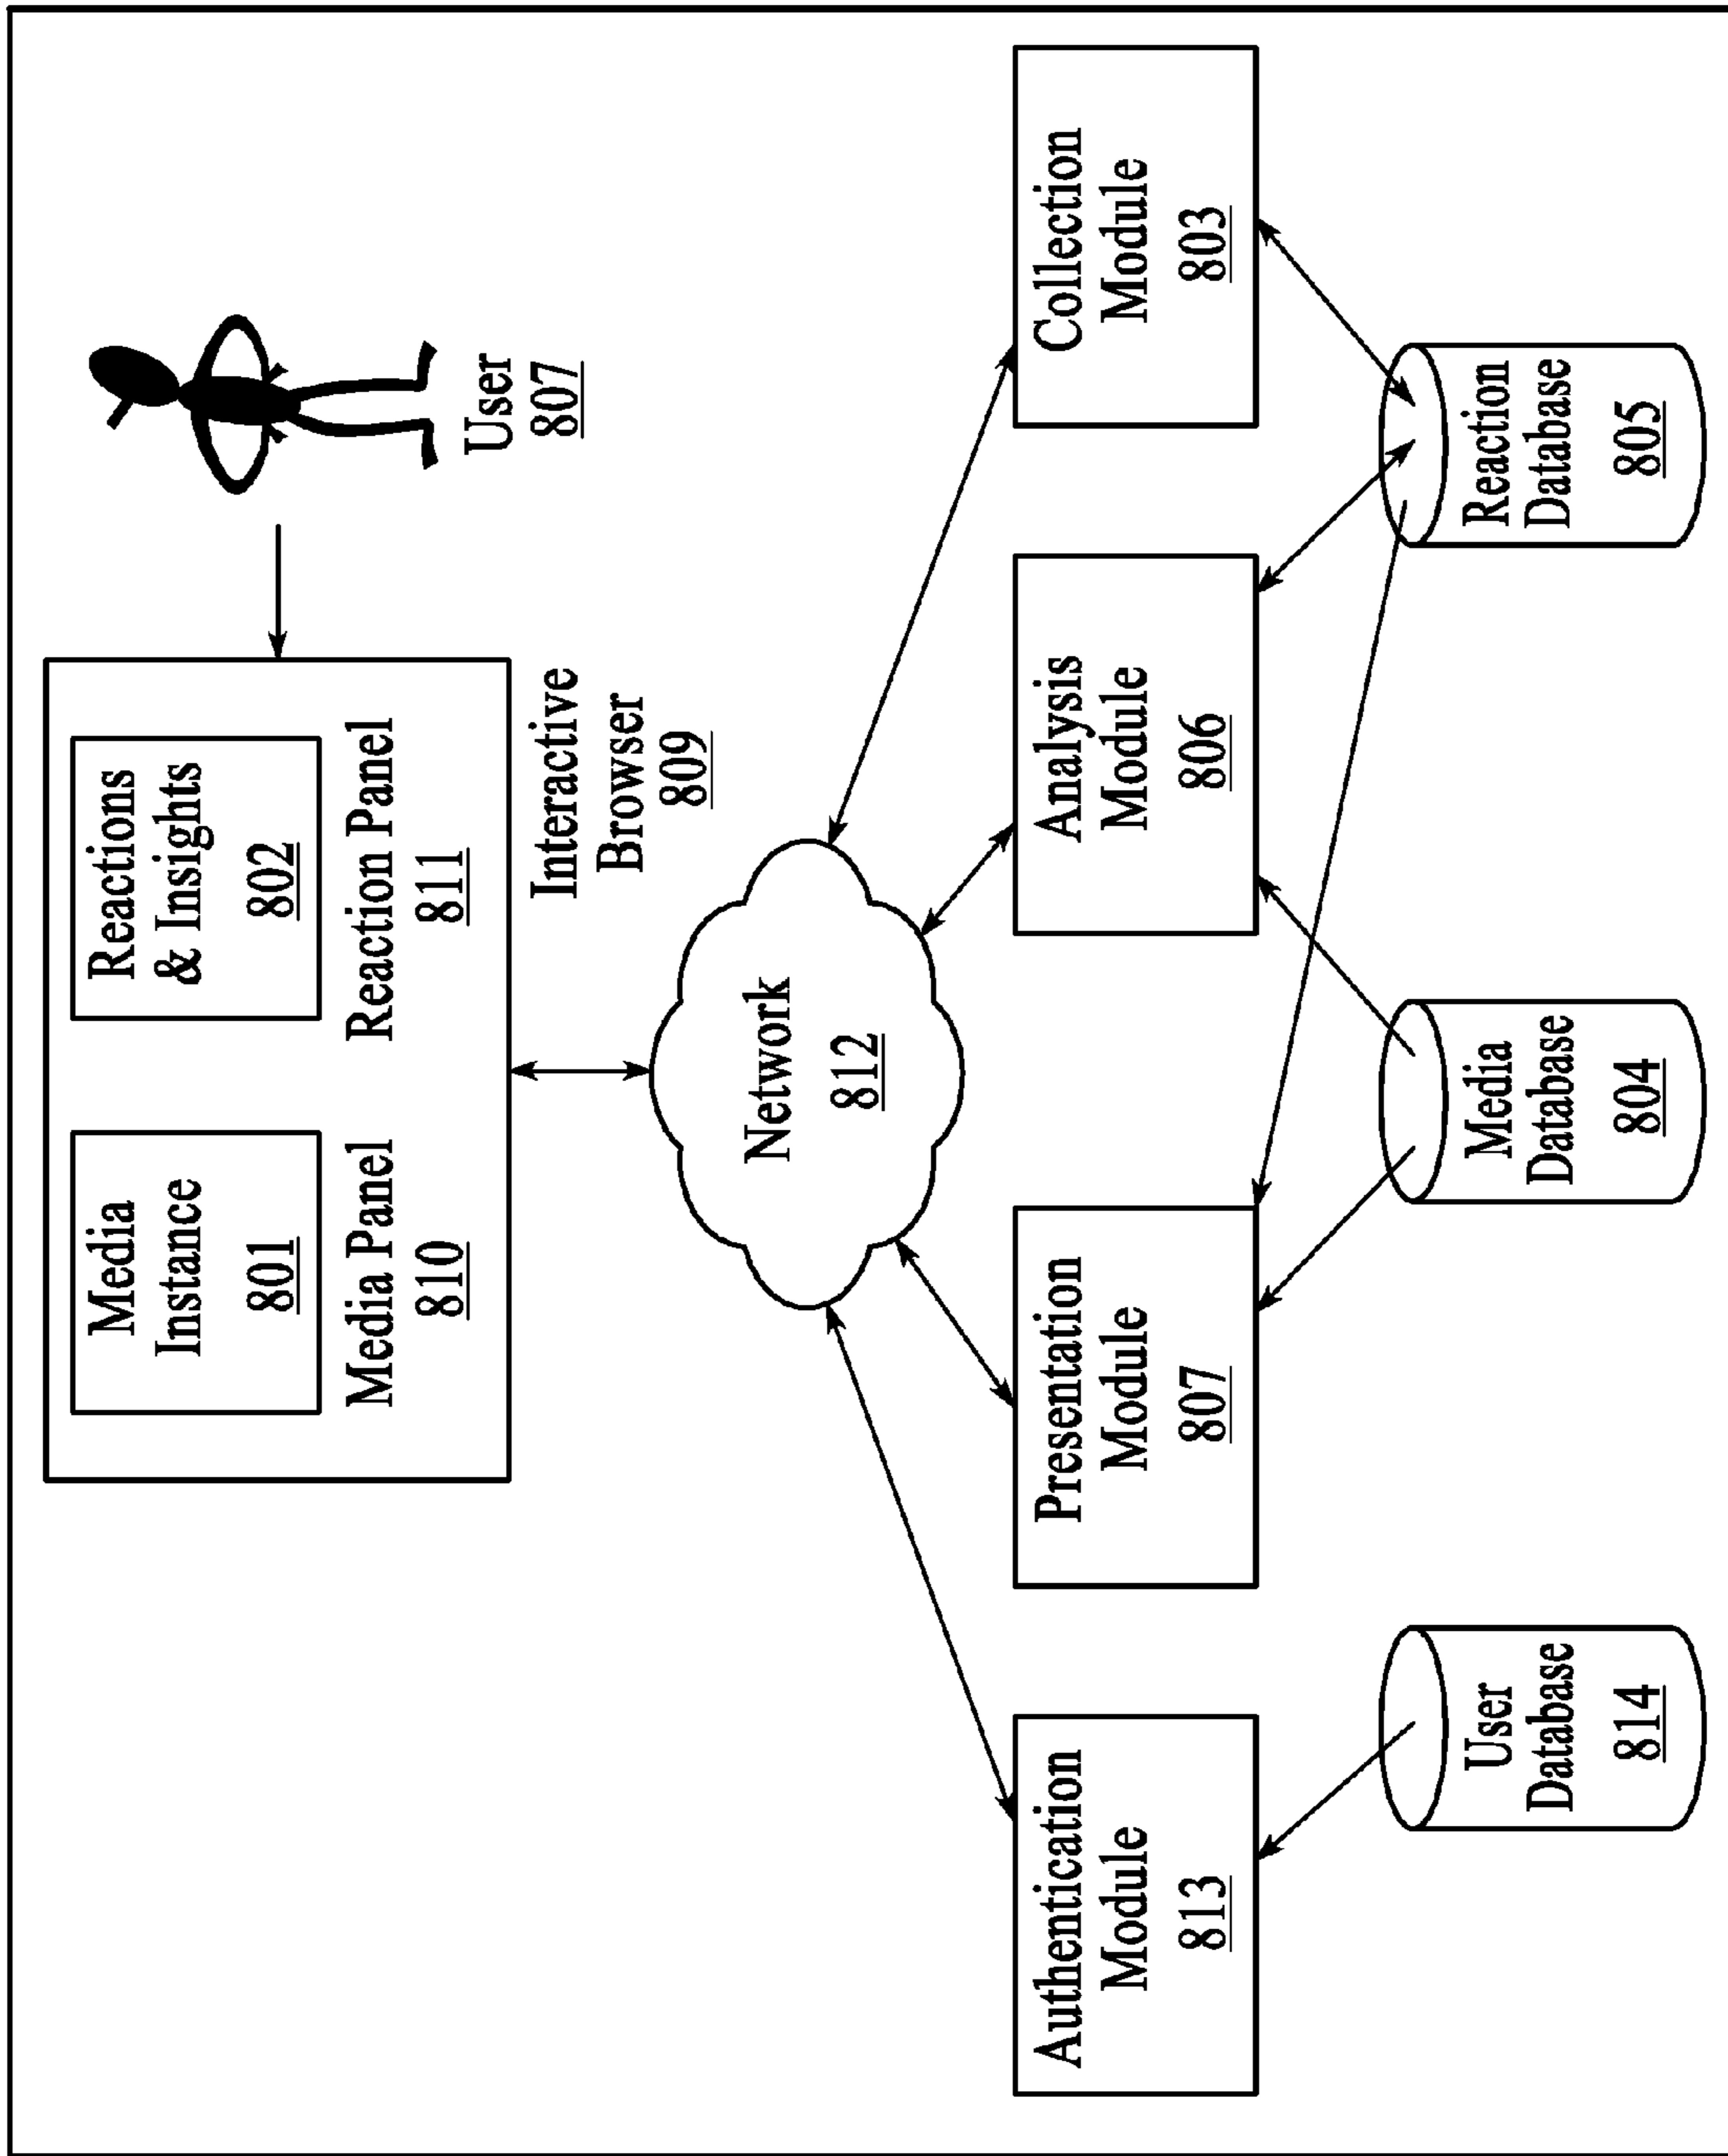 Media
Instance
801
Media Panel
810
Reactions
& Insights
802
Reaction Panel
811
User
807
Interactive
Browser
809
Network
812
Authentication
Module
813
Presentation
Module
807
Analysis
Module
806
Collection
Module
803
User
Database
814
Media
Database
804
Reaction
Database
805